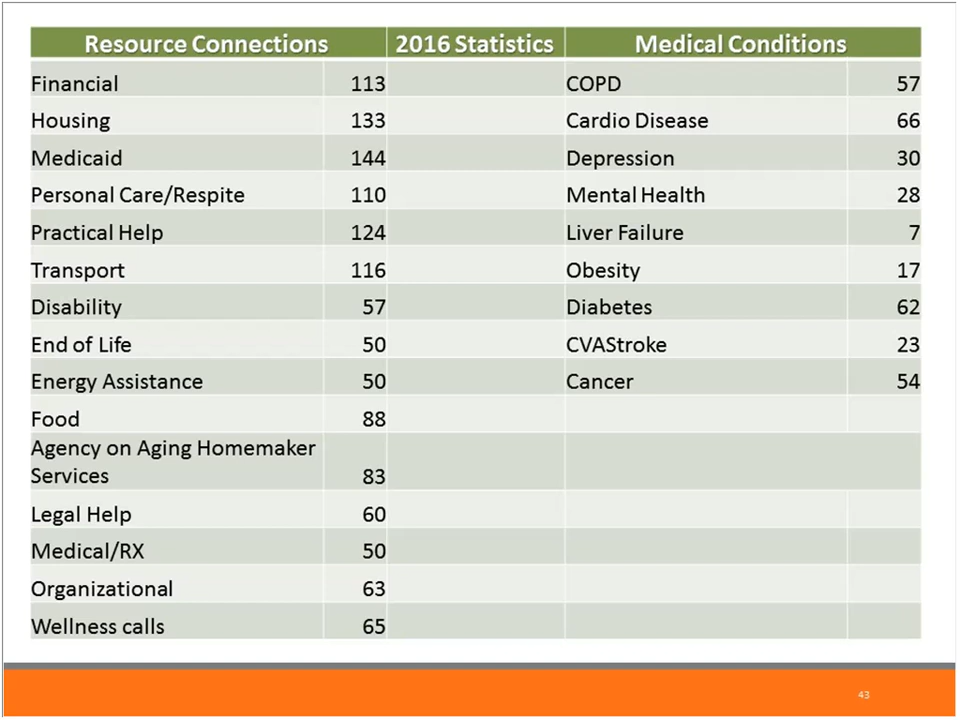 Resource Connections 2016 Statistics Medical Conditions
Financial 113 COPD 57
Housing 133 Cardio Disease 66
Medicaid 144 Depression 30
Personal Care/Respite 110 Mental Health 28
Practical Help 124 Liver Failure 7
Transport 116 Obesity 17
Disability 57 Diabetes 62
End of Life 50 CVAStroke 23
Energy Assistance 50 Cancer 54
Food 88
Agency on Aging Homemaker
Services 83
Legal Help 60
Medical/RX 50
Organizational 63
Wellness calls 65
43